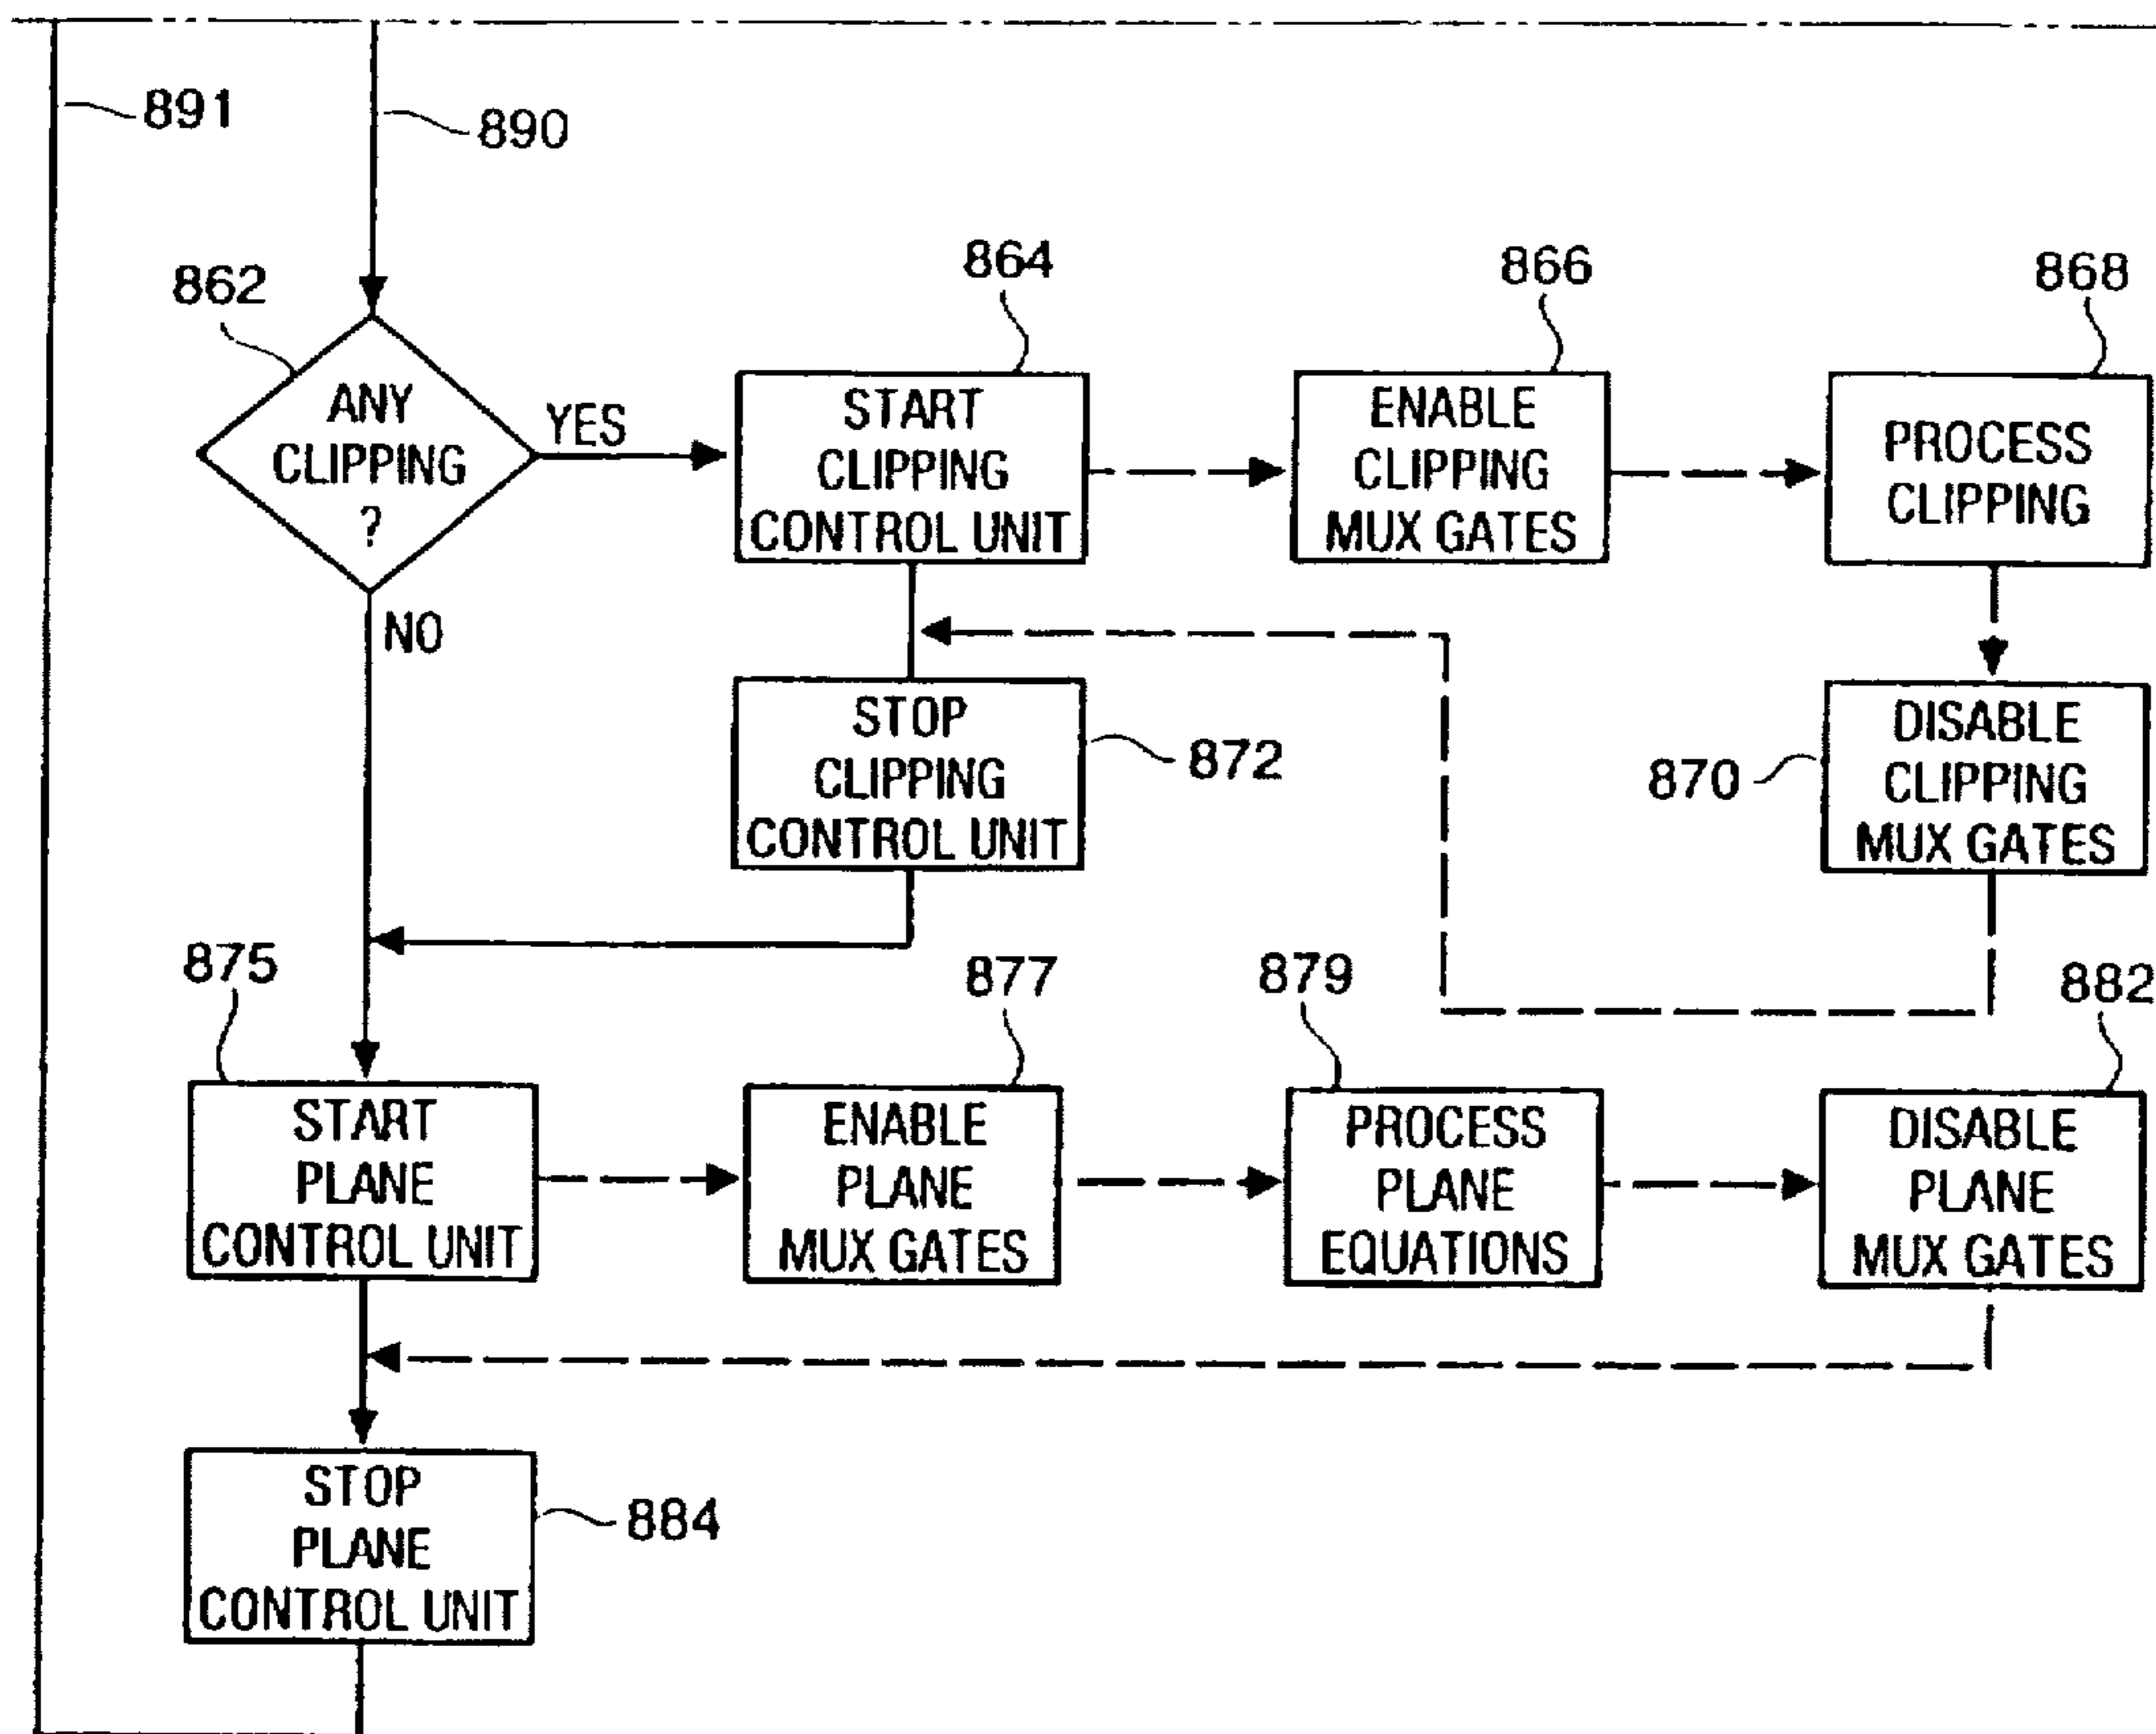 891
890
862
864
866
868
ANY
CLIPPING
?
YES
NO
START
CLIPPING
CONTROL UNIT
ENABLE
CLIPPING
MUX GATES
PROCESS
CLIPPING
STOP
CLIPPING
CONTROL UNIT
872
870
DISABLE
CLIPPING
MUX GATES
875
877
879
882
START
PLANE
CONTROL UNIT
ENABLE
PLANE
MUX GATES
PROCESS
PLANE
EQUATIONS
DISABLE
PLANE
MUX GATES
STOP
PLANE
CONTROL UNIT
884